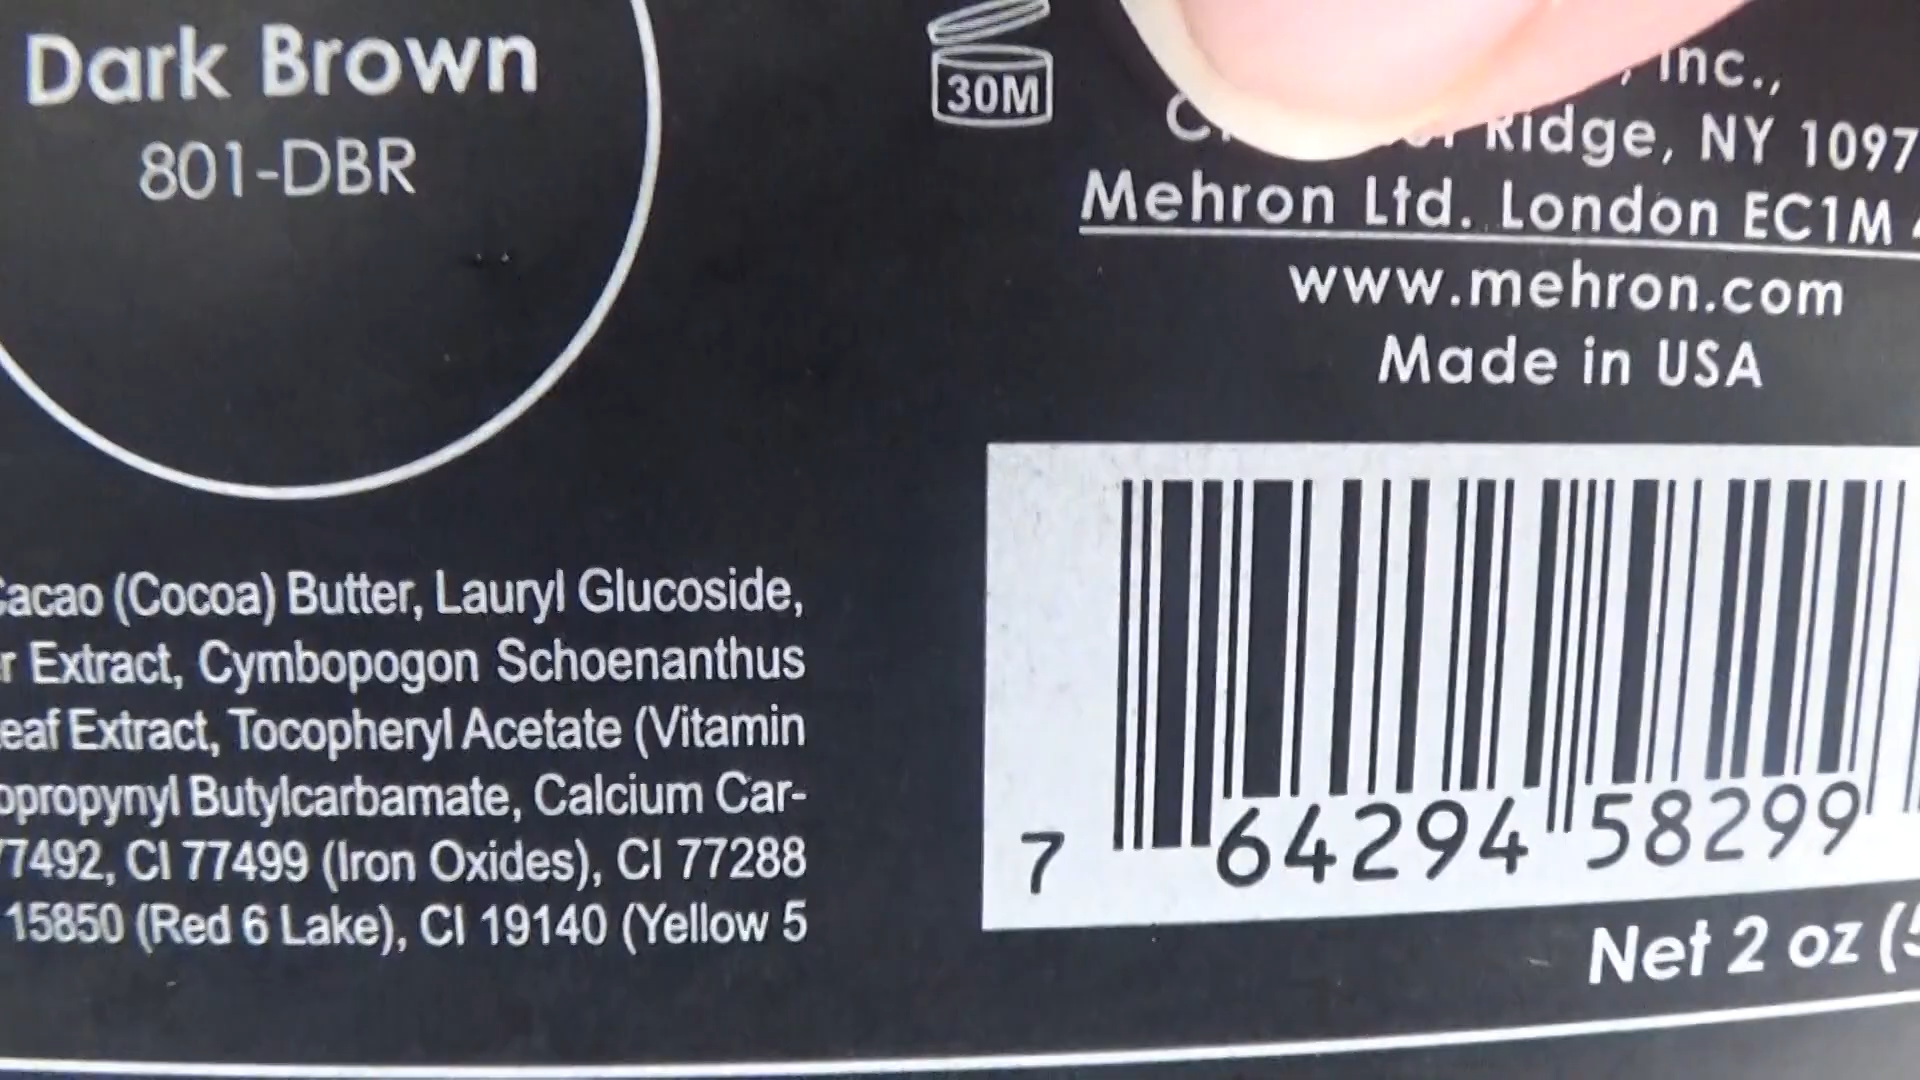 Dark Brown
801-DBR
30M
Inc.,
Ridge, NY 1097
Mehron Ltd. London EC1M
www.mehron.com
Made in USA
Cacao (Cocoa) Butter, Lauryl Glucoside,
r Extract, Cymbopogon Schoenanthus
eaf Extract, Tocopheryl Acetate (Vitamin
opropynyl Butylcarbamate, Calcium Car-
77492, CI 77499 (Iron Oxides), CI 77288
15850 (Red 6 Lake), CI 19140 (Yellow 5
7 64294 58299
Net 2 oz (5